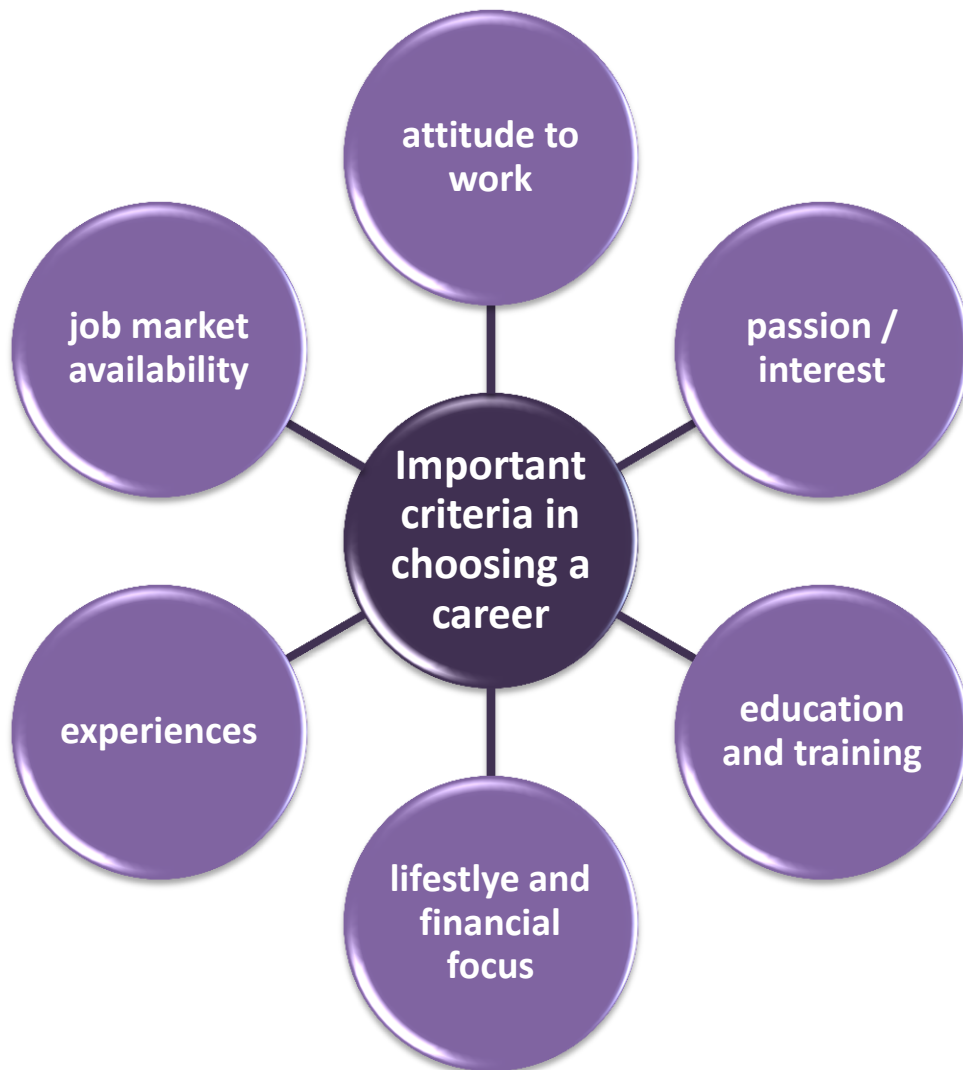 attitude to
work
job market
availability
passion /
interest
Important
criteria in
choosing a
career
experiences
education
and training
lifestlye and
financial
focus